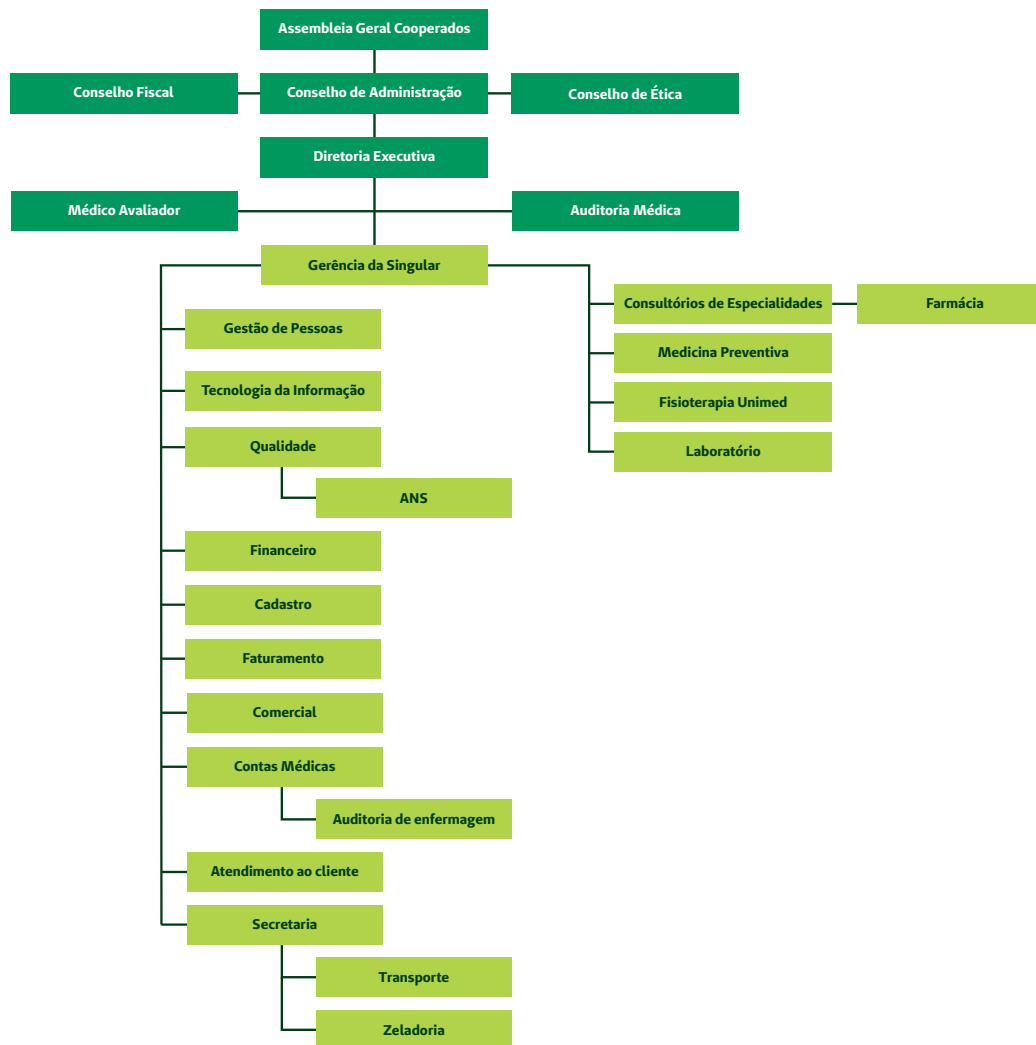 Assembleia Geral Cooperados
Conselho Fiscal
Conselho de Administração
Conselho de Ética
Diretoria Executiva
Médico Avaliador
Auditoria Médica
Gerência da Singular
Consultórios de Especialidades
Farmácia
Gestão de Pessoas
Medicina Preventiva
Tecnologia da Informação
Fisioterapia Unimed
Qualidade
Laboratório
ANS
Financeiro
Cadastro
Faturamento
Comercial
Contas Médicas
Auditoria de enfermagem
Atendimento ao cliente
Secretaria
Transporte
Zeladoria